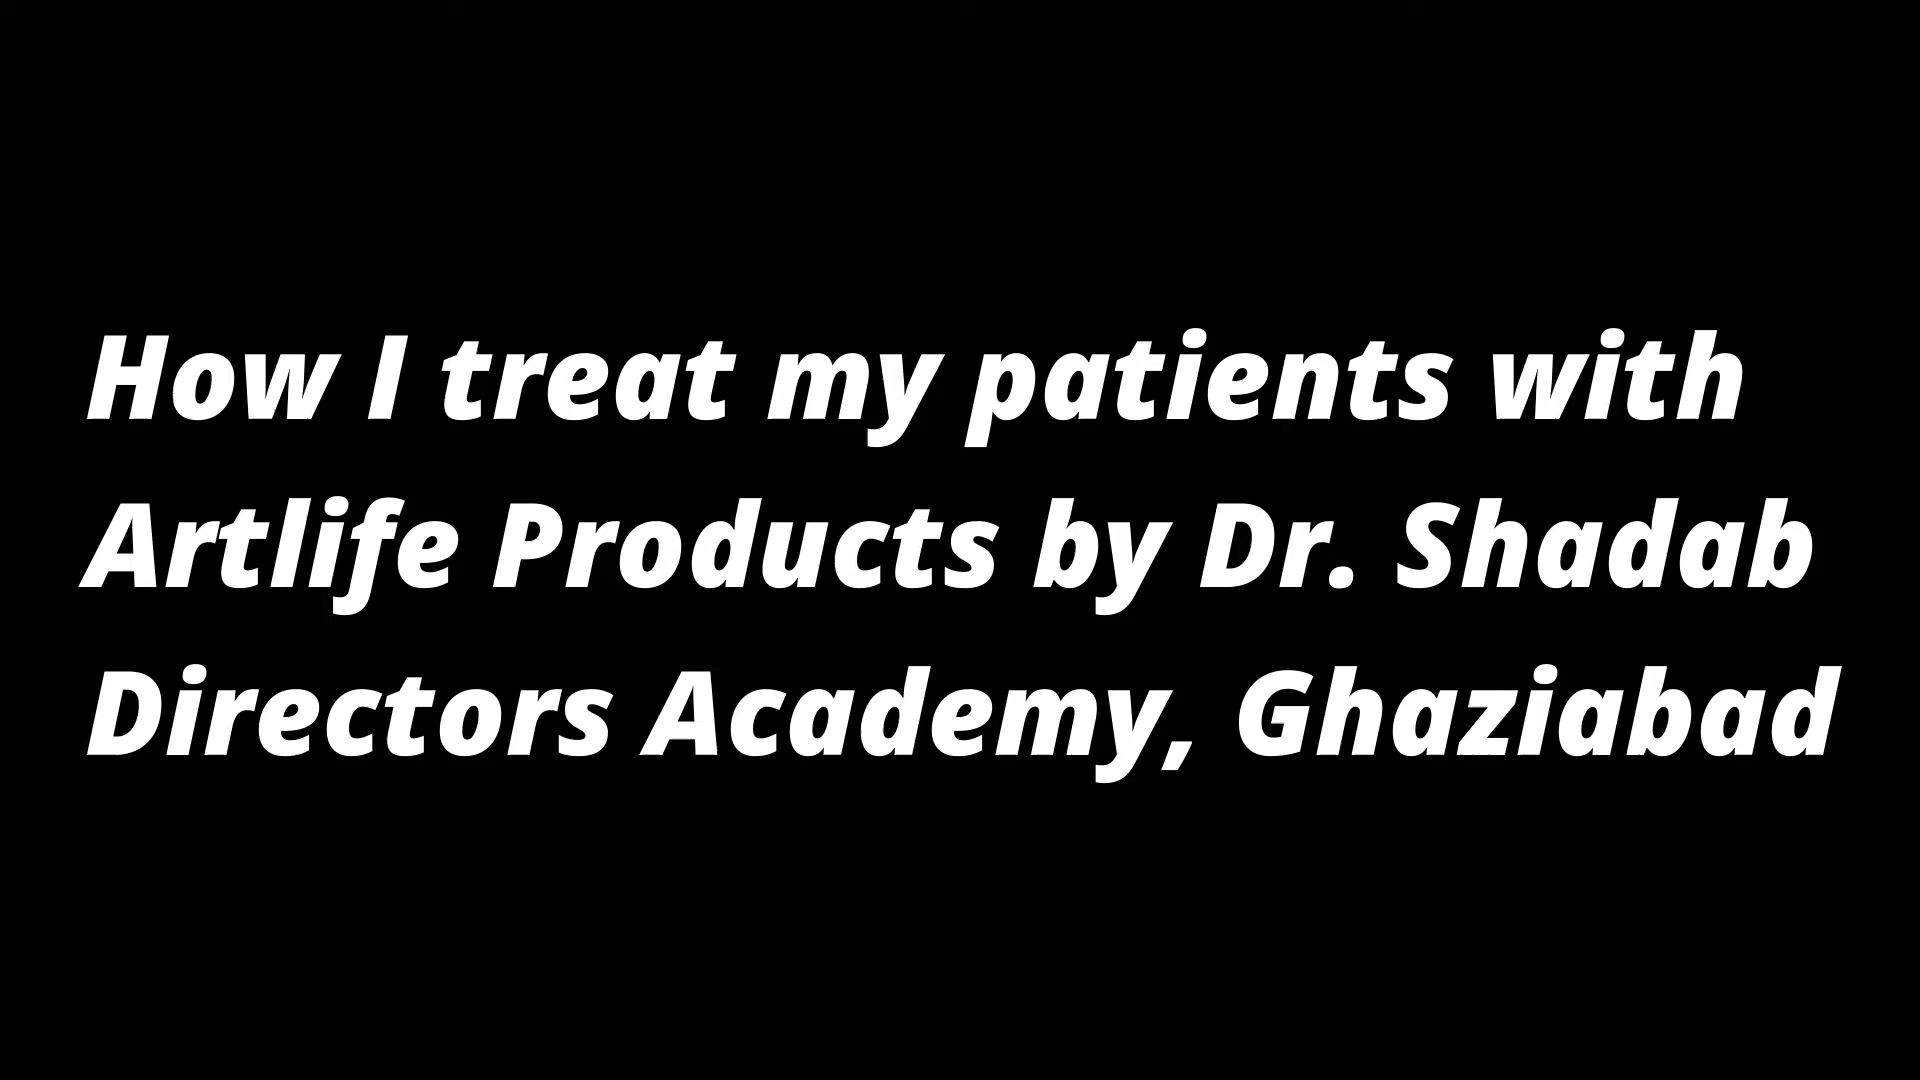 How I treat my patients with
Artlife Products by Dr. Shadab
Directors Academy, Ghaziabad